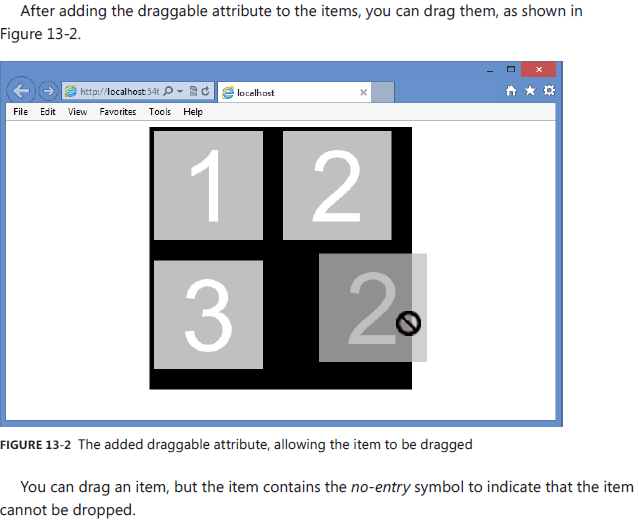 After adding the draggable attribute to the items, you can drag them, as shown in
Figure 13-2.
http://localhost:548
localhost
File Edit View Favorites Tools Help
1 2
3 2
FIGURE 13-2 The added draggable attribute, allowing the item to be dragged
You can drag an item, but the item contains the no-entry symbol to indicate that the item
cannot be dropped.